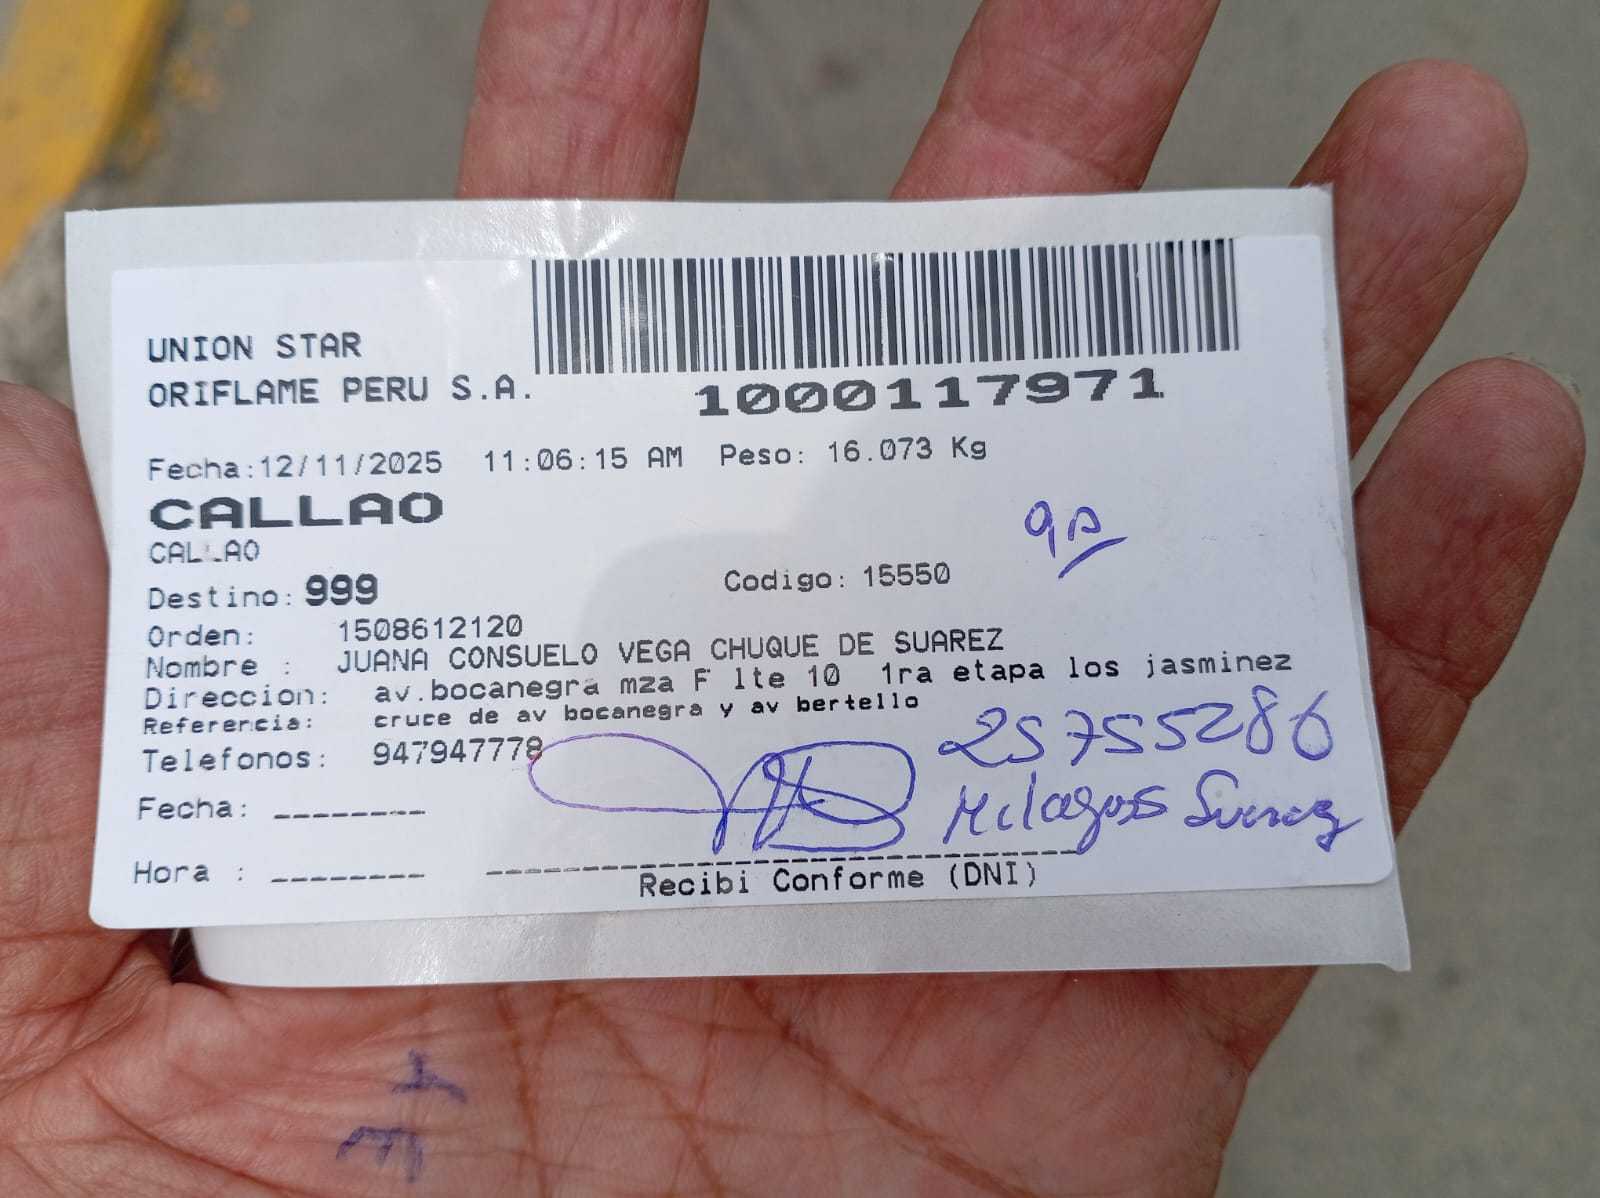 UNION STAR
ORIFLAME PERU S.A.
1000117971
Fecha:12/11/2025 11:06:15 AM Peso: 16.073 Kg
CALLAO
CALLAO
Destino: 999 Codigo: 15550
Orden: 1508612120
Nombre : JUANA CONSUELO VEGA CHUQUE DE SUAREZ
Direccion: av.bocanegra mza F lte 10 1ra etapa los jasminez
Referencia: cruce de av bocanegra y av bertello
Telefonos: 947947778
25755286
Milagros Suarez
Fecha: _________
Hora : _________
Recibi Conforme (DNI)